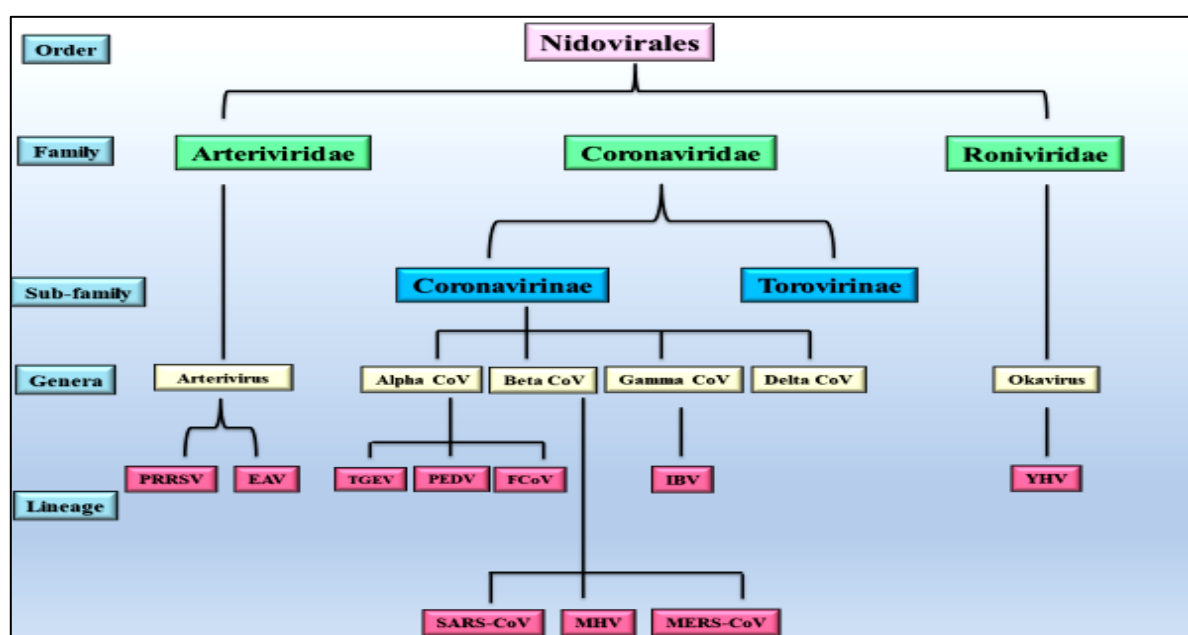 Order
Nidovirales
Family
Arteriviridae
Coronaviridae
Roniviridae
Sub-family
Coronavirinae
Torovirinae
Genera
Arterivirus
Alpha CoV
Beta CoV
Gamma CoV
Delta CoV
Okavirus
Lineage
PRRSV
EAV
TGEV
PEDV
FCoV
IBV
YHV
SARS-CoV
MHV
MERS-CoV